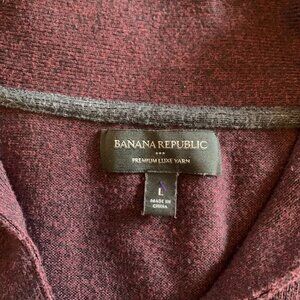 BANANA REPUBLIC
PREMIUM LUXE YARN
L
MADE IN
CHINA